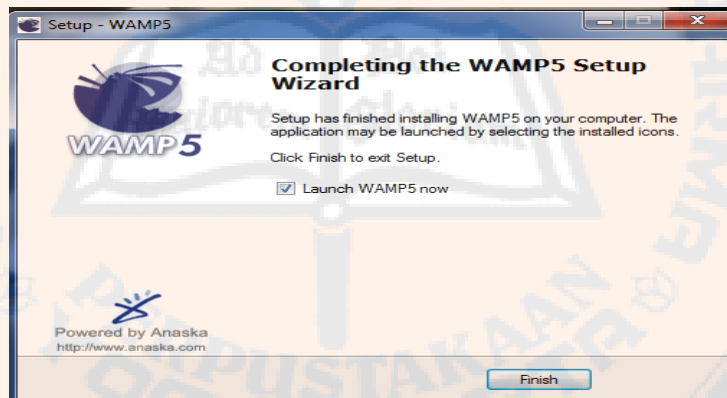 Setup - WAMP5
Completing the WAMP5 Setup
Wizard
Setup has finished installing WAMP5 on your computer. The
application may be launched by selecting the installed icons.
Click Finish to exit Setup.
Launch WAMP5 now
WAMP5
Powered by Anaska
http://www.anaska.com
Finish
Ad
PERPUSTAKAAN